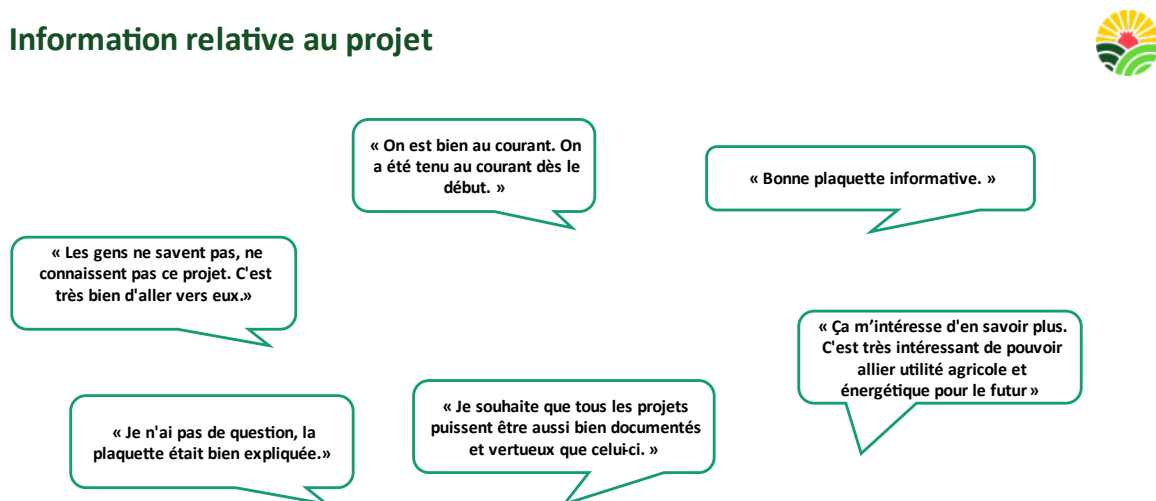 Information relative au projet
« On est bien au courant. On
a été tenu au courant dès le
début. »
« Bonne plaquette informative. »
« Les gens ne savent pas, ne
connaissent pas ce projet. C'est
très bien d'aller vers eux.»
« Ça m’intéresse d'en savoir plus.
C'est très intéressant de pouvoir
allier utilité agricole et
énergétique pour le futur »
« Je n'ai pas de question, la
plaquette était bien expliquée.»
« Je souhaite que tous les projets
puissent être aussi bien documentés
et vertueux que celui-ci. »